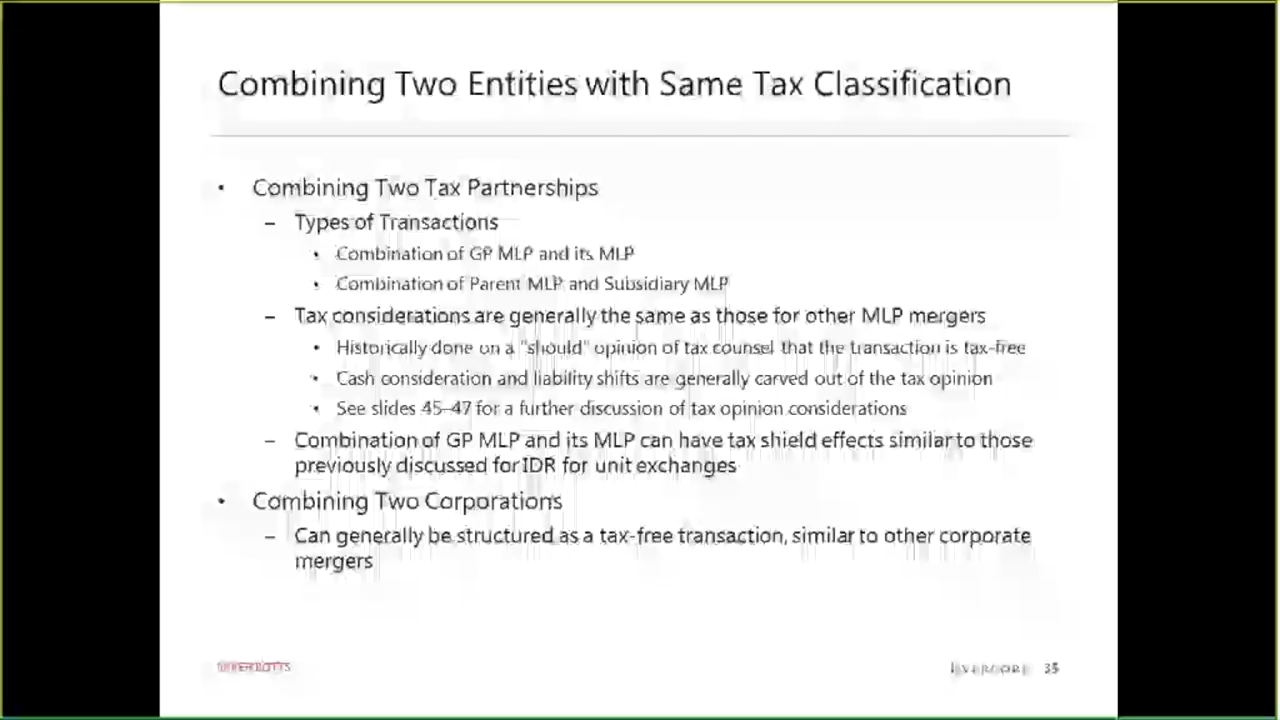 Combining Two Entities with Same Tax Classification
• Combining Two Tax Partnerships
– Types of Transactions
• Combination of GP MLP and its MLP
• Combination of Parent MLP and Subsidiary MLP
– Tax considerations are generally the same as those for other MLP mergers
• Historically done on a "should" opinion of tax counsel that the transaction is tax-free
• Cash consideration and liability shifts are generally carved out of the tax opinion
• See slides 45–47 for a further discussion of tax opinion considerations
– Combination of GP MLP and its MLP can have tax shield effects similar to those
previously discussed for IDR for unit exchanges
• Combining Two Corporations
– Can generally be structured as a tax-free transaction, similar to other corporate
mergers
EVERCORE 35